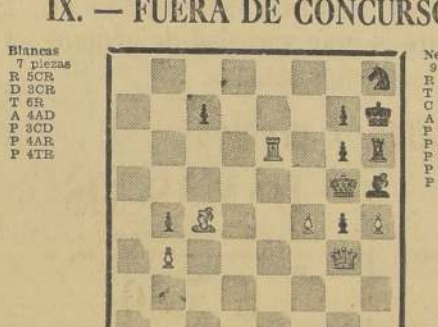 IX. — FUERA DE CONCURSO
Blancas
7 piezas
R 5CR
D 3CR
T 6R
A 4AD
P 3CD
P 4AR
P 4TR
Ne
9
R
T
C
A
P
P
P
P